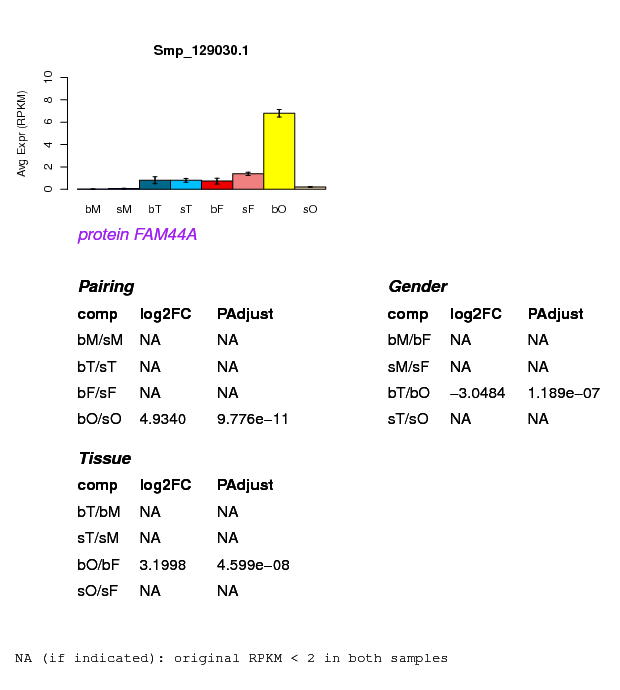 Smp_129030.1
Avg Expr (RPKM)
0 2 4 6 8 10
bM sM bT sT bF sF bO sO
protein FAM44A
Pairing
comp log2FC PAdjust
bM/sM NA NA
bT/sT NA NA
bF/sF NA NA
bO/sO 4.9340 9.776e−11
Gender
comp log2FC PAdjust
bM/bF NA NA
sM/sF NA NA
bT/bO −3.0484 1.189e−07
sT/sO NA NA
Tissue
comp log2FC PAdjust
bT/bM NA NA
sT/sM NA NA
bO/bF 3.1998 4.599e−08
sO/sF NA NA
NA (if indicated): original RPKM < 2 in both samples